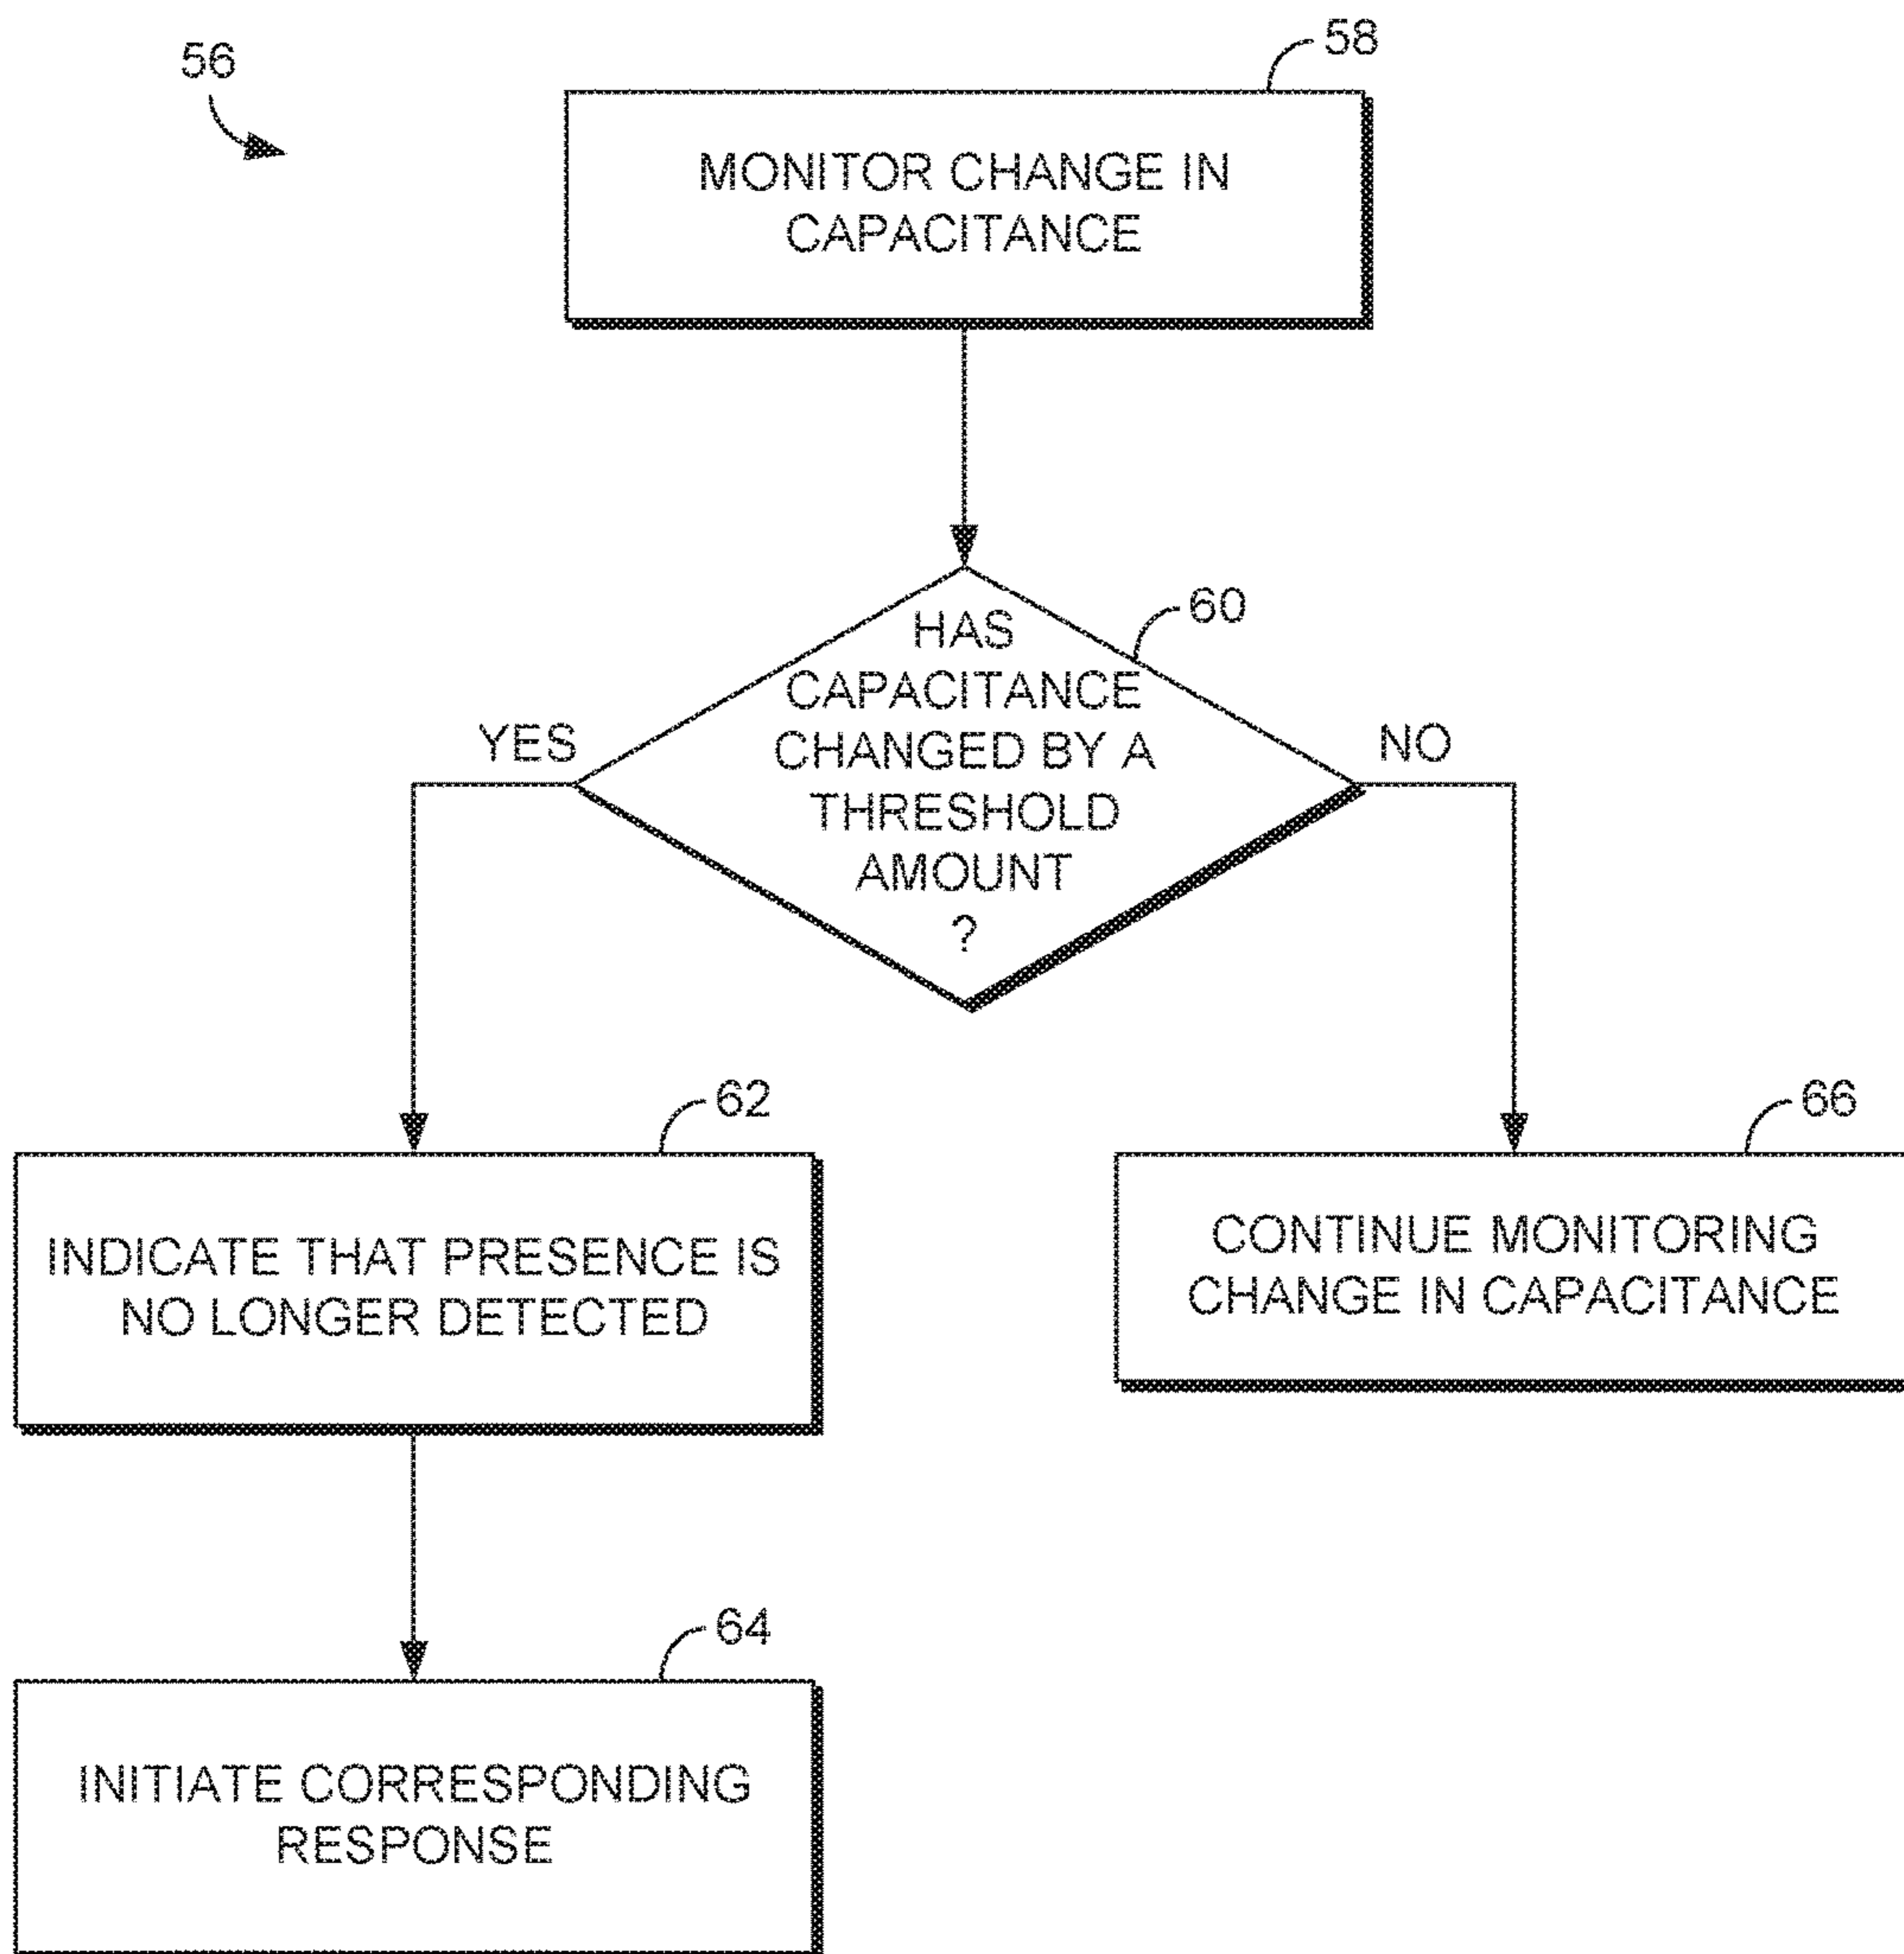 56
58
MONITOR CHANGE IN
CAPACITANCE
60
HAS
CAPACITANCE
CHANGED BY A
THRESHOLD
AMOUNT
?
YES
NO
62
INDICATE THAT PRESENCE IS
NO LONGER DETECTED
66
CONTINUE MONITORING
CHANGE IN CAPACITANCE
64
INITIATE CORRESPONDING
RESPONSE